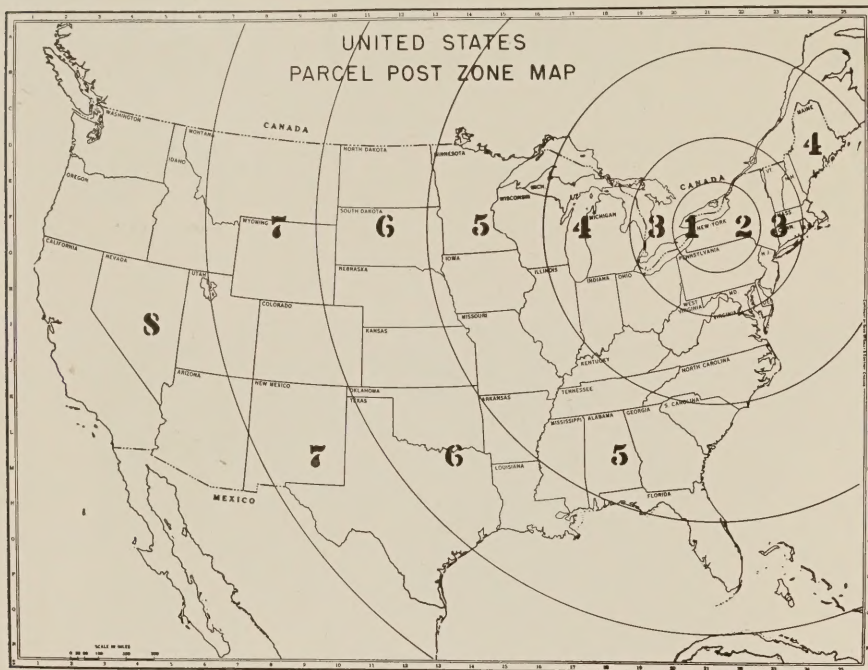 UNITED STATES
PARCEL POST ZONE MAP
CANADA
WASHINGTON
MONTANA
NORTH DAKOTA
MINNESOTA
MAINE
4
IDAHO
OREGON
WISCONSIN
MICH.
CANADA
VT.
N.H.
SOUTH DAKOTA
WYOMING
7
6
5
4
MICHIGAN
3
1
NEW YORK
2
3
MASS
CONN
CALIFORNIA
NEVADA
UTAH
NEBRASKA
IOWA
ILLINOIS
INDIANA
OHIO
PENNSYLVANIA
N.J.
8
COLORADO
KANSAS
MISSOURI
WEST VIRGINIA
MD.
VIRGINIA
KENTUCKY
ARIZONA
NEW MEXICO
OKLAHOMA
TEXAS
ARKANSAS
TENNESSEE
NORTH CAROLINA
S. CAROLINA
MISSISSIPPI
ALABAMA
GEORGIA
7
6
5
LOUISIANA
FLORIDA
MEXICO
SCALE IN MILES